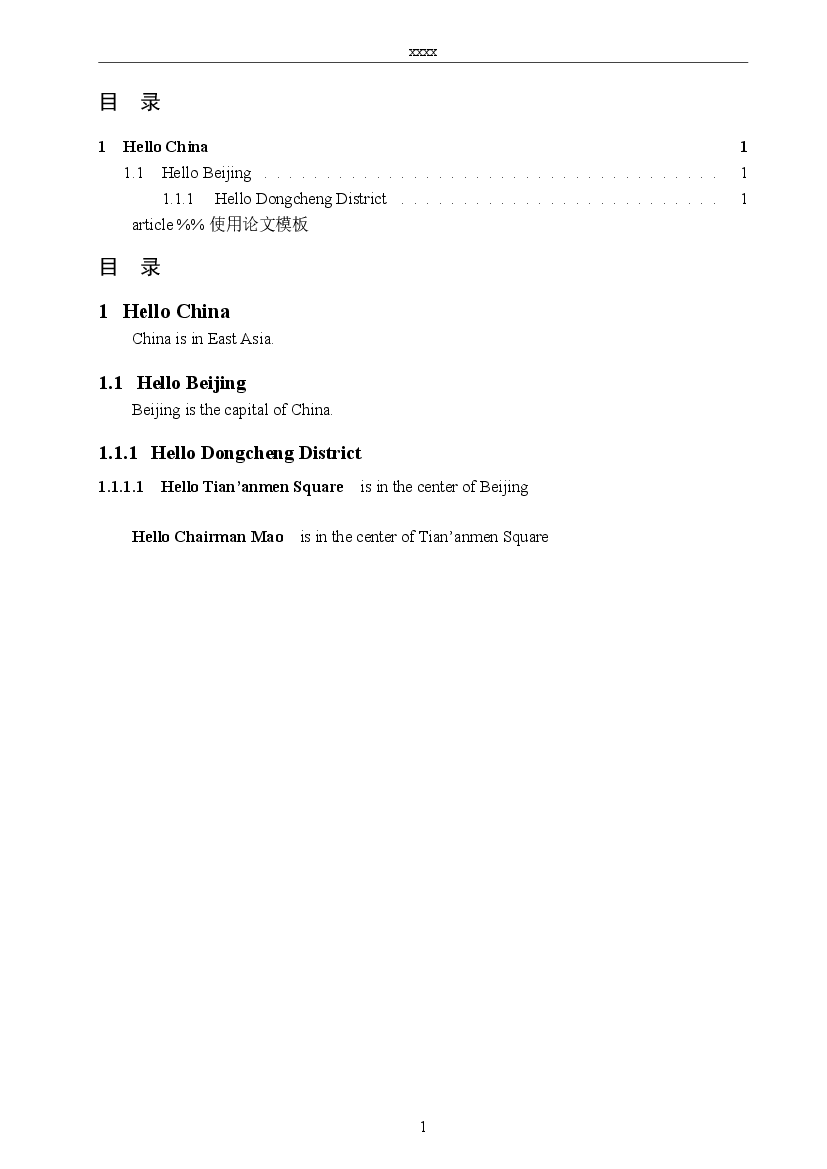 xxxx
目 录
1 Hello China 1
1.1 Hello Beijing . . . . . . . . . . . . . . . . . . . . . . . . . . . . . . . . . . . . . 1
1.1.1 Hello Dongcheng District . . . . . . . . . . . . . . . . . . . . . . . . . . 1
article %% 使用论文模板
目 录
1 Hello China
China is in East Asia.
1.1 Hello Beijing
Beijing is the capital of China.
1.1.1 Hello Dongcheng District
1.1.1.1 Hello Tian’anmen Square is in the center of Beijing
Hello Chairman Mao is in the center of Tian’anmen Square
1